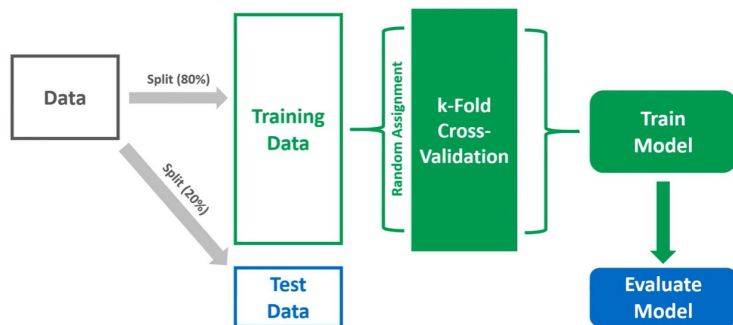 Data
Split (80%)
Split (20%)
Training
Data
Test
Data
Random Assignment
k-Fold
Cross-
Validation
Train
Model
Evaluate
Model